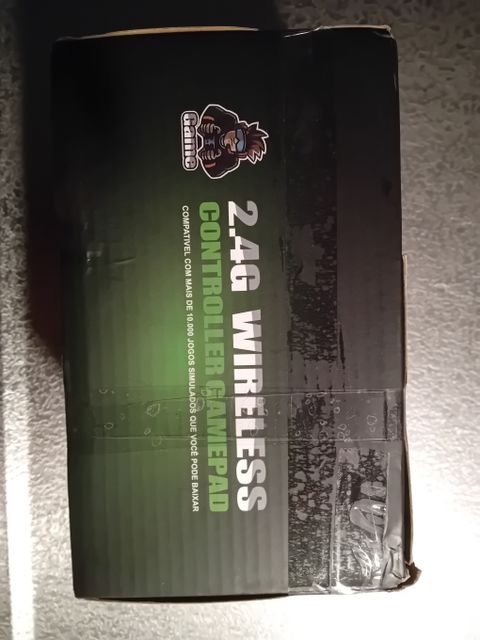 Game
2.4G WIRELESS
CONTROLLER GAMEPAD
COMPATIVEL COM MAIS DE 10.000 JOGOS SIMULADOS QUE VOCÊ PODE BAIXAR